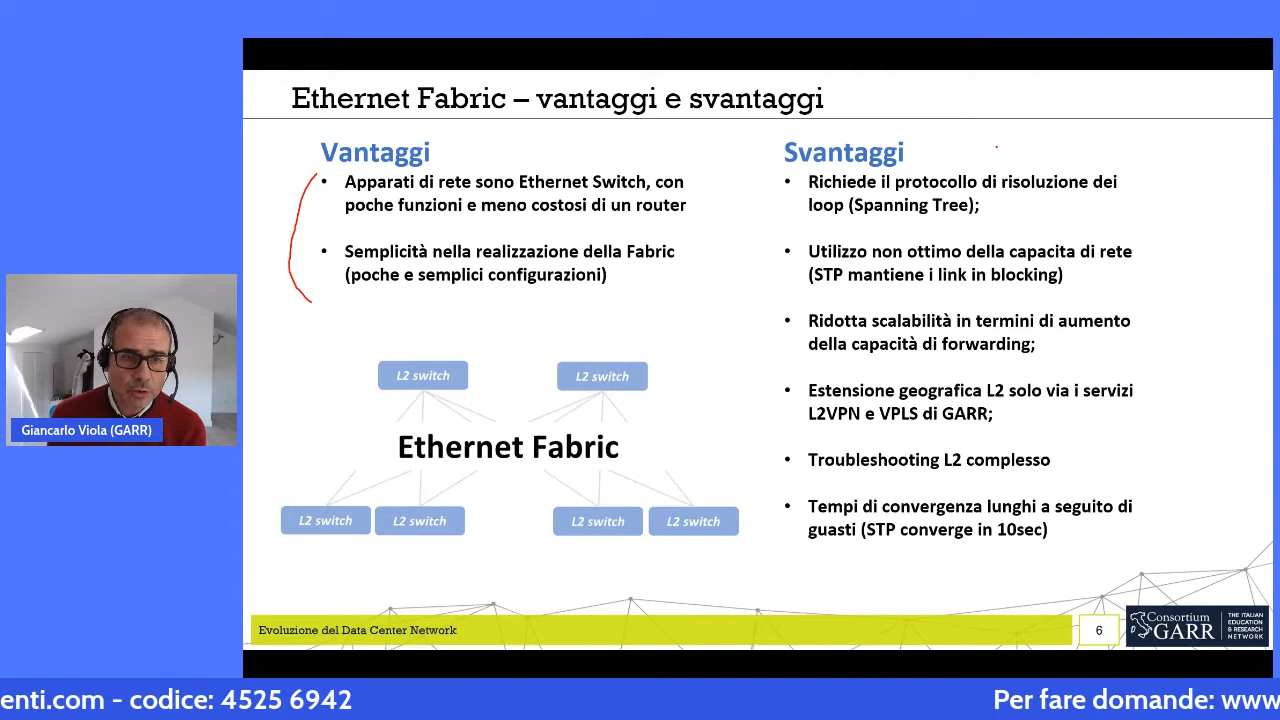 Ethernet Fabric – vantaggi e svantaggi
Vantaggi
• Apparati di rete sono Ethernet Switch, con
poche funzioni e meno costosi di un router
• Semplicità nella realizzazione della Fabric
(poche e semplici configurazioni)
L2 switch
L2 switch
Ethernet Fabric
L2 switch
L2 switch
L2 switch
L2 switch
Svantaggi
• Richiede il protocollo di risoluzione dei
loop (Spanning Tree);
• Utilizzo non ottimo della capacita di rete
(STP mantiene i link in blocking)
• Ridotta scalabilità in termini di aumento
della capacità di forwarding;
• Estensione geografica L2 solo via i servizi
L2VPN e VPLS di GARR;
• Troubleshooting L2 complesso
• Tempi di convergenza lunghi a seguito di
guasti (STP converge in 10sec)
Giancarlo Viola (GARR)
Evoluzione del Data Center Network
6
Consortium
GARR
THE ITALIAN
EDUCATION
& RESEARCH
NETWORK
enti.com - codice: 4525 6942
Per fare domande: www